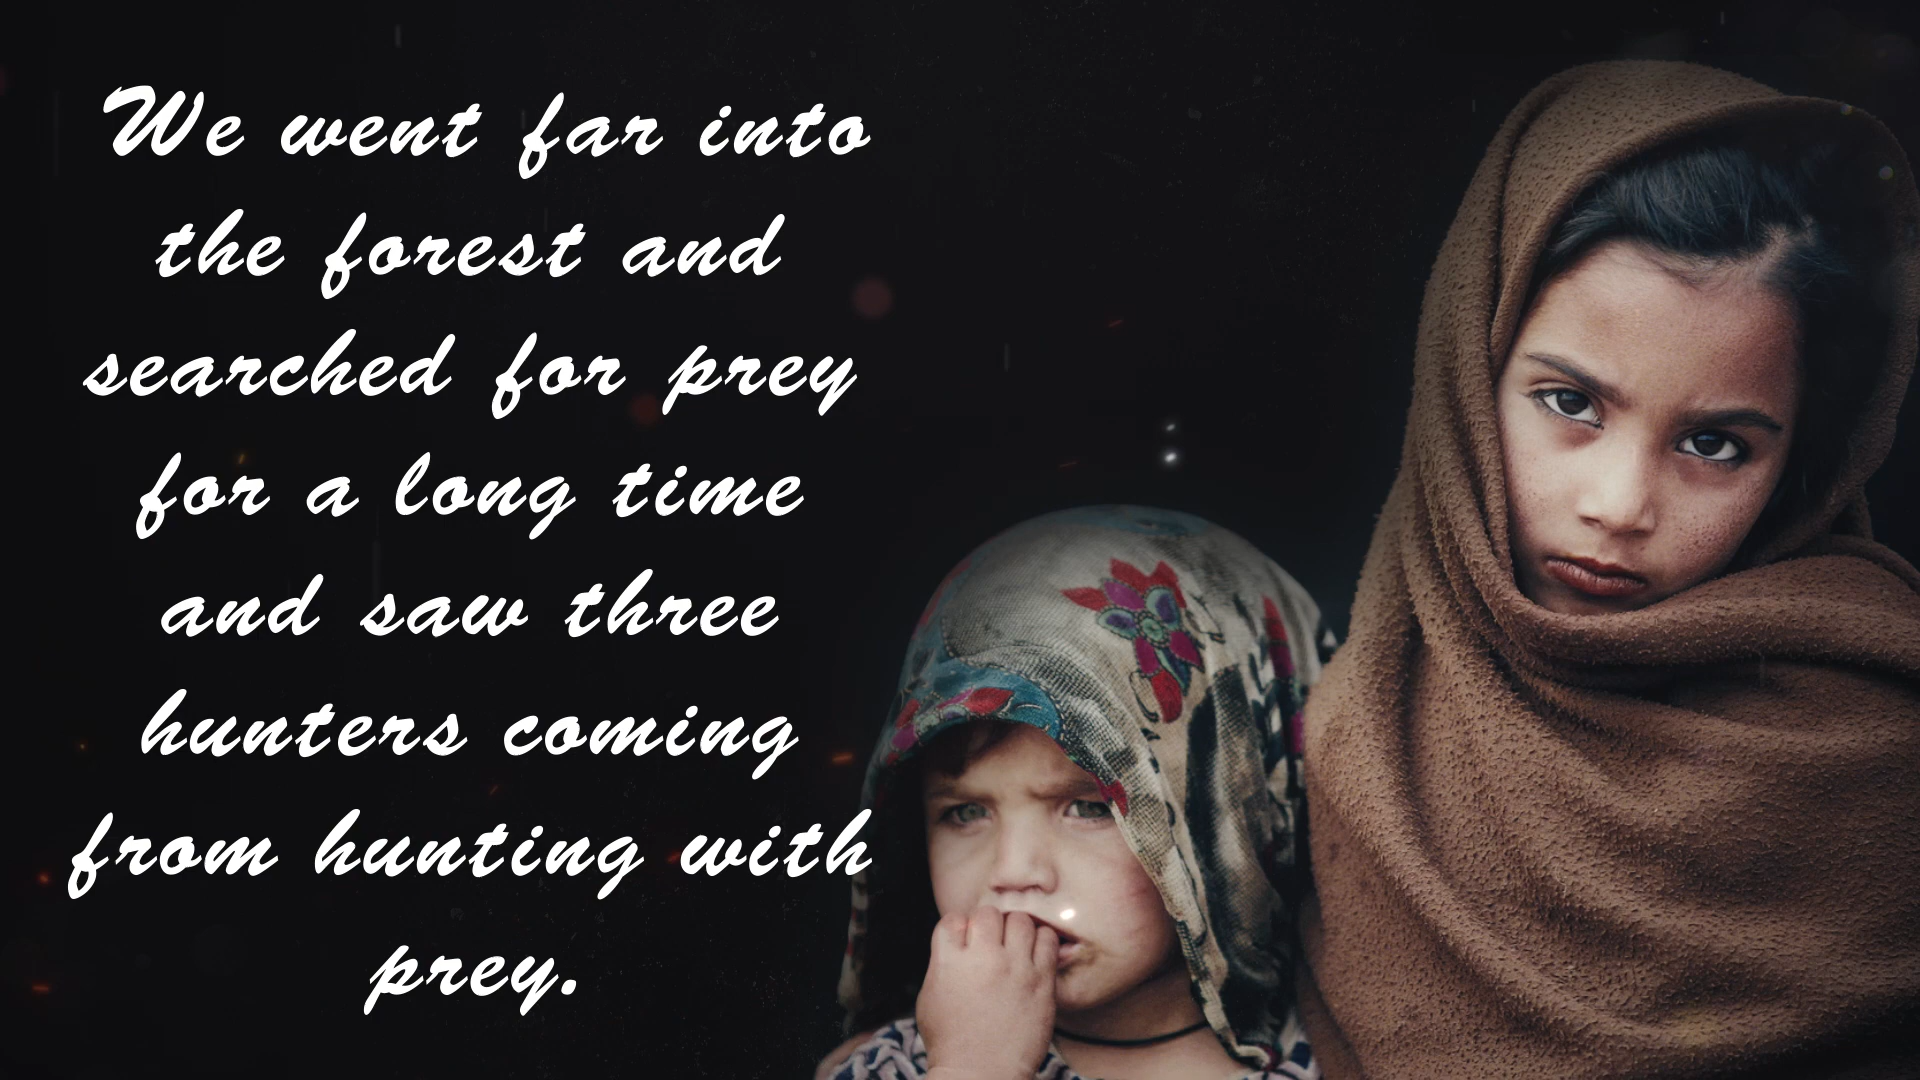 We went far into
the forest and
searched for prey
for a long time
and saw three
hunters coming
from hunting with
prey.